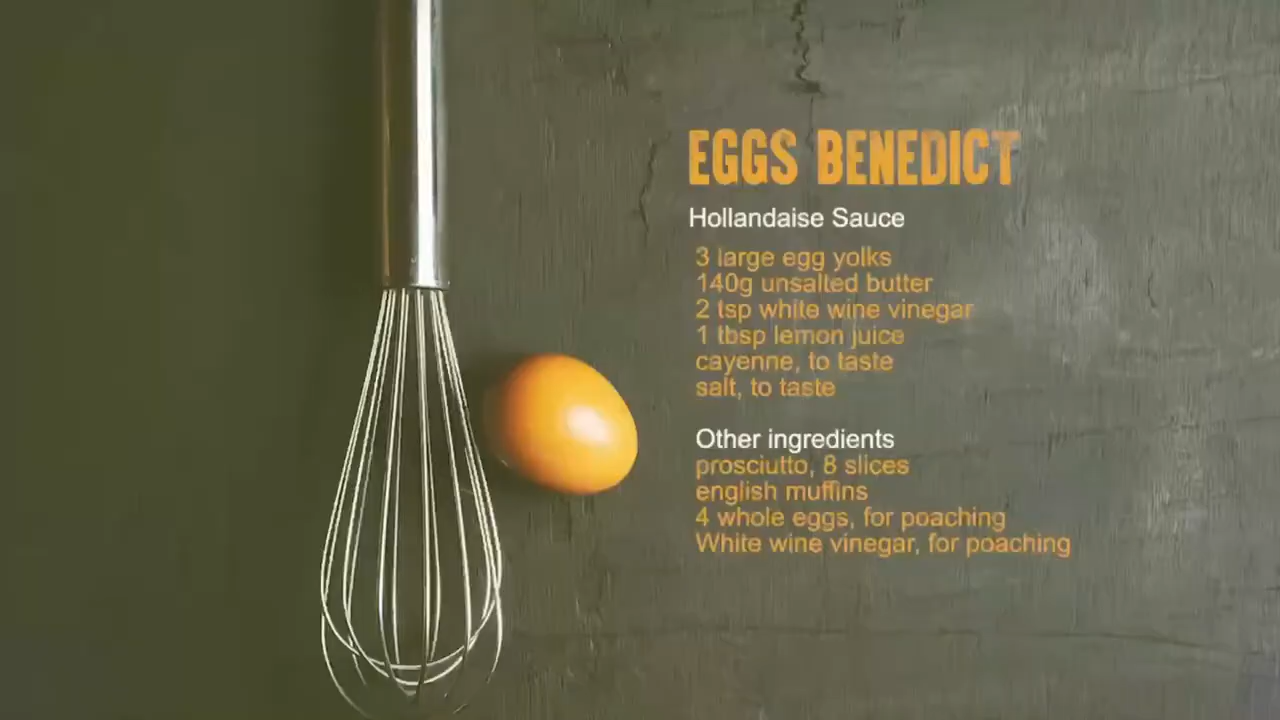 EGGS BENEDICT
Hollandaise Sauce
3 large egg yolks
140g unsalted butter
2 tsp white wine vinegar
1 tbsp lemon juice
cayenne, to taste
salt, to taste
Other ingredients
prosciutto, 8 slices
english muffins
4 whole eggs, for poaching
White wine vinegar, for poaching